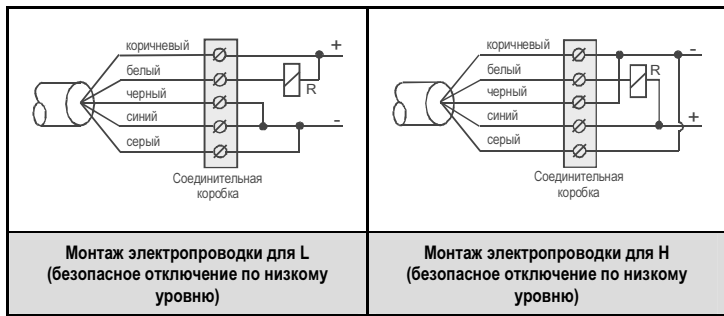 коричневый
белый
черный
синий
серый
+
R
-
Соединительная
коробка
Монтаж электропроводки для L
(безопасное отключение по низкому
уровню)
коричневый
белый
черный
синий
серый
-
R
+
Соединительная
коробка
Монтаж электропроводки для H
(безопасное отключение по низкому
уровню)